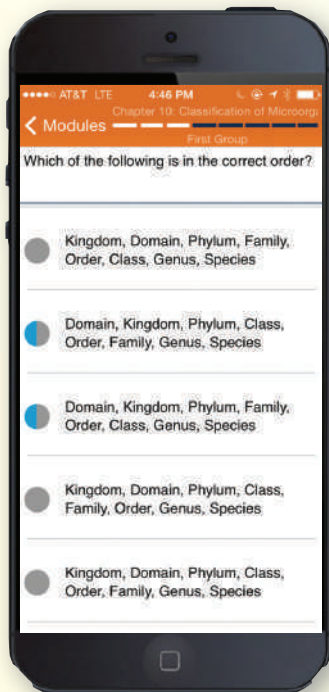 AT&T LTE 4:46 PM
Chapter 10: Classification of Microorga
Modules
First Group
Which of the following is in the correct order?
Kingdom, Domain, Phylum, Family,
Order, Class, Genus, Species
Domain, Kingdom, Phylum, Class,
Order, Family, Genus, Species
Domain, Kingdom, Phylum, Family,
Order, Class, Genus, Species
Kingdom, Domain, Phylum, Class,
Family, Order, Genus, Species
Kingdom, Domain, Phylum, Class,
Order, Family, Genus, Species